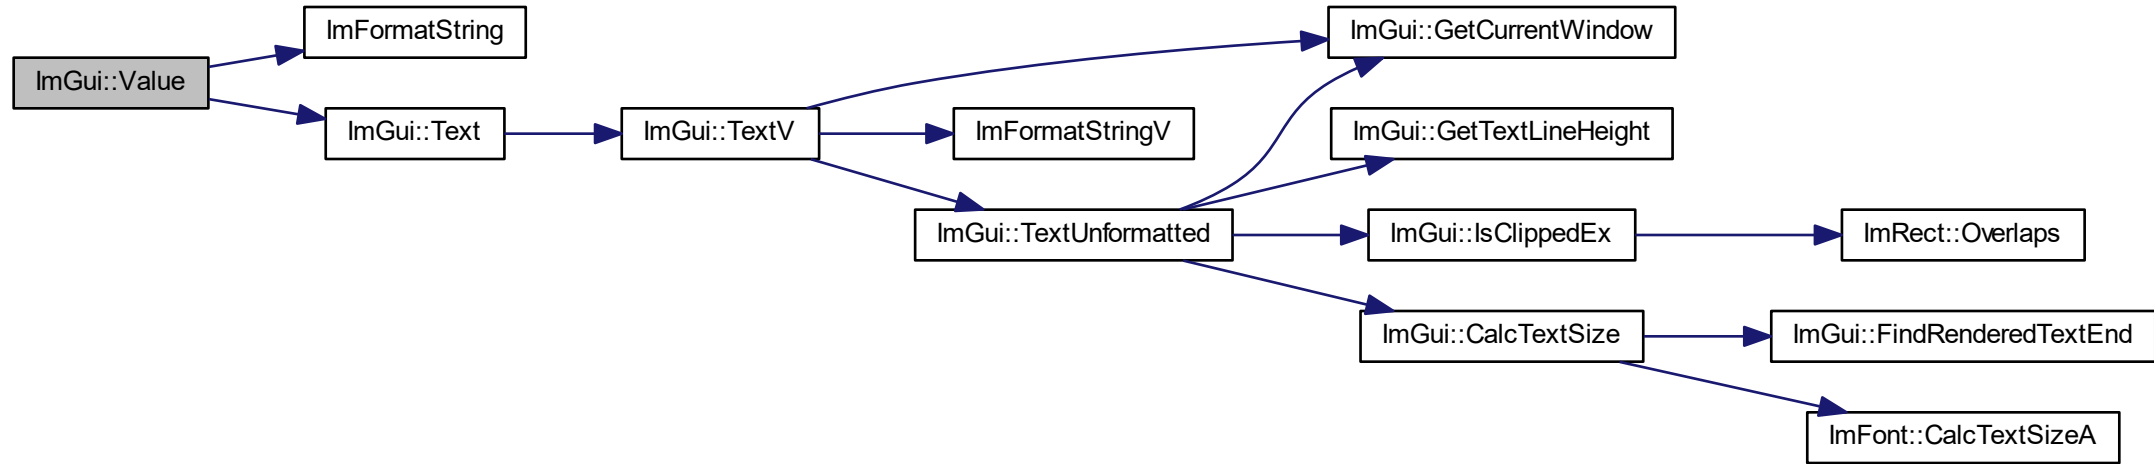 ImGui::Value
ImFormatString
ImGui::Text
ImGui::TextV
ImGui::GetCurrentWindow
ImFormatStringV
ImGui::TextUnformatted
ImGui::GetTextLineHeight
ImGui::IsClippedEx
ImRect::Overlaps
ImGui::CalcTextSize
ImGui::FindRenderedTextEnd
ImFont::CalcTextSizeA